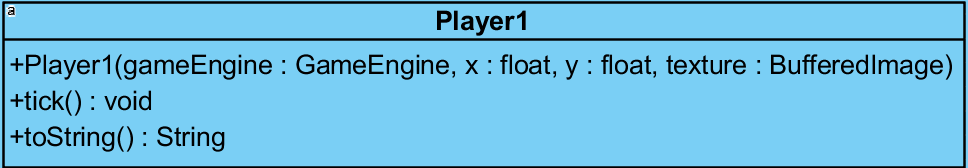 a
Player1
+Player1(gameEngine : GameEngine, x : float, y : float, texture : BufferedImage)
+tick() : void
+toString() : String